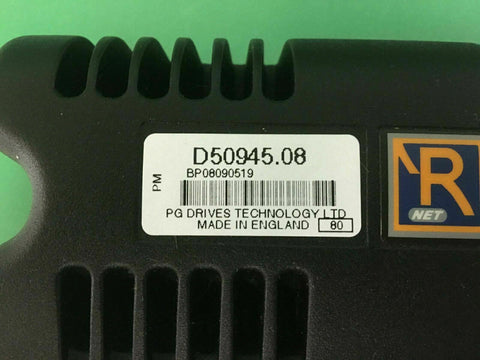 D50945.08
BP08090519
PM
PG DRIVES TECHNOLOGY LTD
MADE IN ENGLAND
80
R
NET